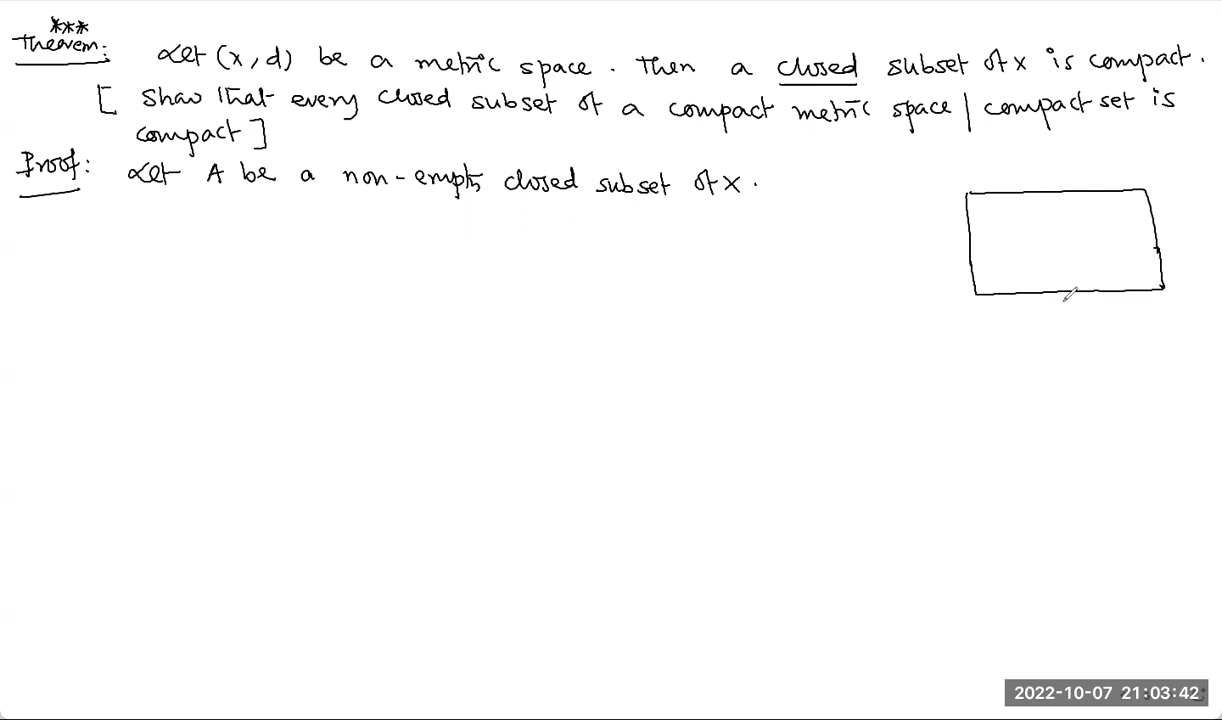 ***
Theorem: Let (x, d) be a metric space. Then a closed subset of x is compact.
[ Show that every closed subset of a compact metric space | compact set is
compact ]
Proof: Let A be a non-empty closed subset of x.
2022-10-07 21:03:42